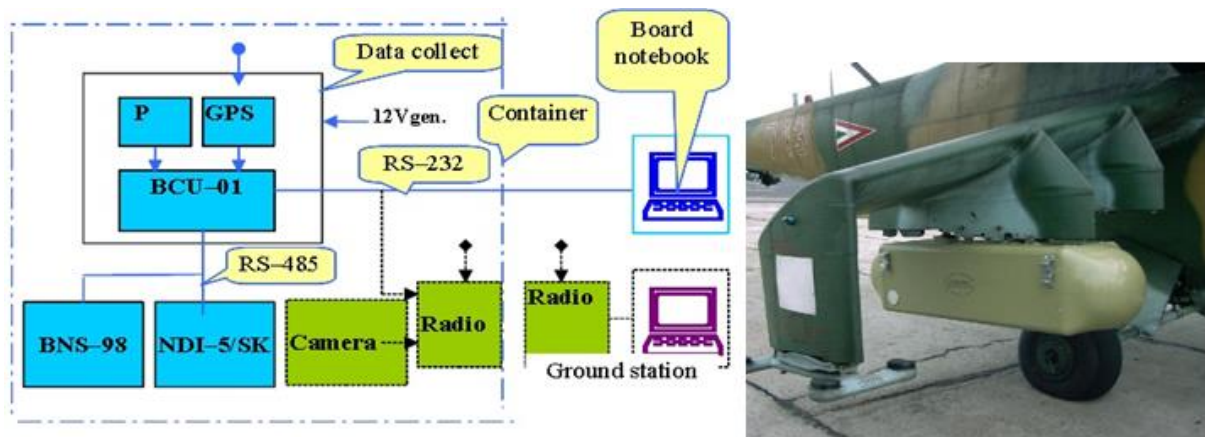 Data collect
P
GPS
12Vgen.
BCU–01
RS–232
Container
Board
notebook
RS–485
BNS–98
NDI–5/SK
Camera
Radio
Radio
Ground station